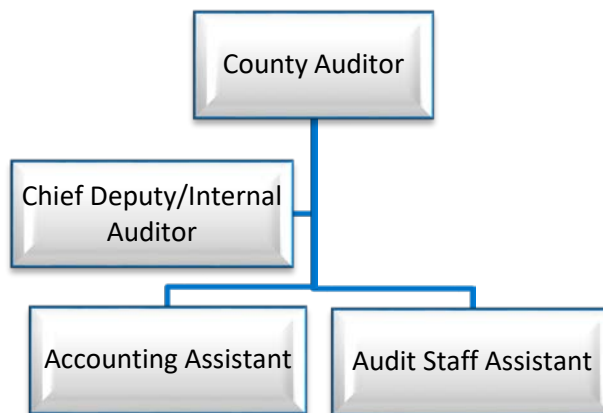 County Auditor
Chief Deputy/Internal
Auditor
Accounting Assistant
Audit Staff Assistant